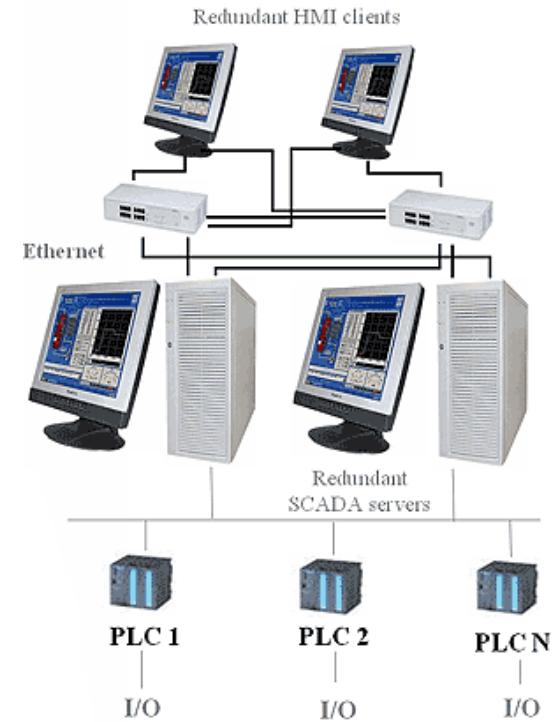 Redundant HMI clients
Ethernet
Redundant
SCADA servers
PLC 1
PLC 2
PLC N
I/O
I/O
I/O